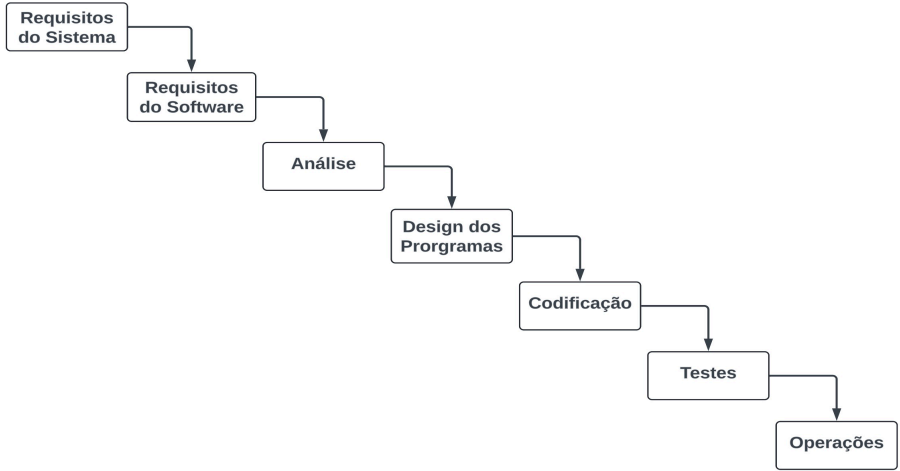 Requisitos
do Sistema
Requisitos
do Software
Análise
Design dos
Prorgramas
Codificação
Testes
Operações